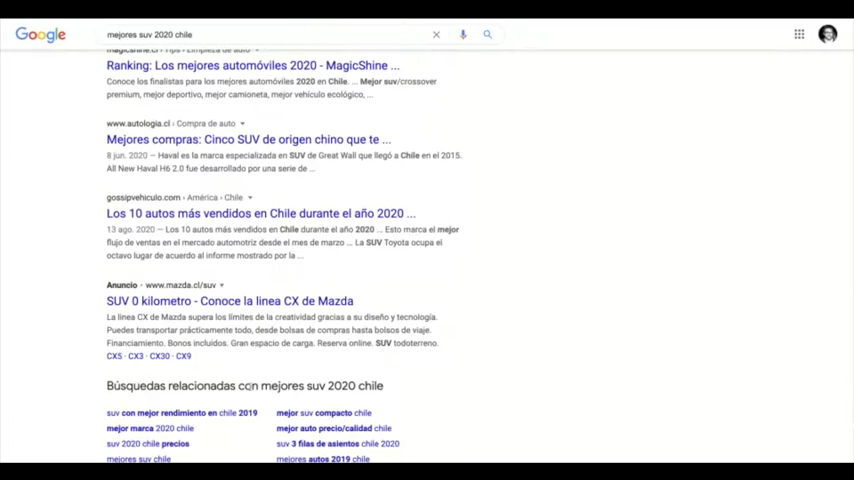 Google
mejores suv 2020 chile
magicshine.cl › Tips › Limpieza de auto
Ranking: Los mejores automóviles 2020 - MagicShine ...
Conoce los finalistas para los mejores automóviles 2020 en Chile. ... Mejor suv/crossover
premium, mejor deportivo, mejor camioneta, mejor vehículo ecológico, ...
www.autologia.cl › Compra de auto
Mejores compras: Cinco SUV de origen chino que te ...
8 jun. 2020 — Haval es la marca especializada en SUV de Great Wall que llegó a Chile en el 2015.
All New Haval H6 2.0 fue desarrollado por una serie de ...
gossipvehiculo.com › América › Chile
Los 10 autos más vendidos en Chile durante el año 2020 ...
13 ago. 2020 — Los 10 autos más vendidos en Chile durante el año 2020 ... Esto marca el mejor
flujo de ventas en el mercado automotriz desde el mes de marzo ... La SUV Toyota ocupa el
octavo lugar de acuerdo al informe mostrado por la ...
Anuncio · www.mazda.cl/suv
SUV 0 kilometro - Conoce la linea CX de Mazda
La linea CX de Mazda supera los límites de la creatividad gracias a su diseño y tecnología.
Puedes transportar prácticamente todo, desde bolsas de compras hasta bolsos de viaje.
Financiamiento. Bonos incluidos. Gran espacio de carga. Reserva online. SUV todoterreno.
CX5 · CX3 · CX30 · CX9
Búsquedas relacionadas con mejores suv 2020 chile
suv con mejor rendimiento en chile 2019
mejor suv compacto chile
mejor marca 2020 chile
mejor auto precio/calidad chile
suv 2020 chile precios
suv 3 filas de asientos chile 2020
mejores suv chile
mejores autos 2019 chile